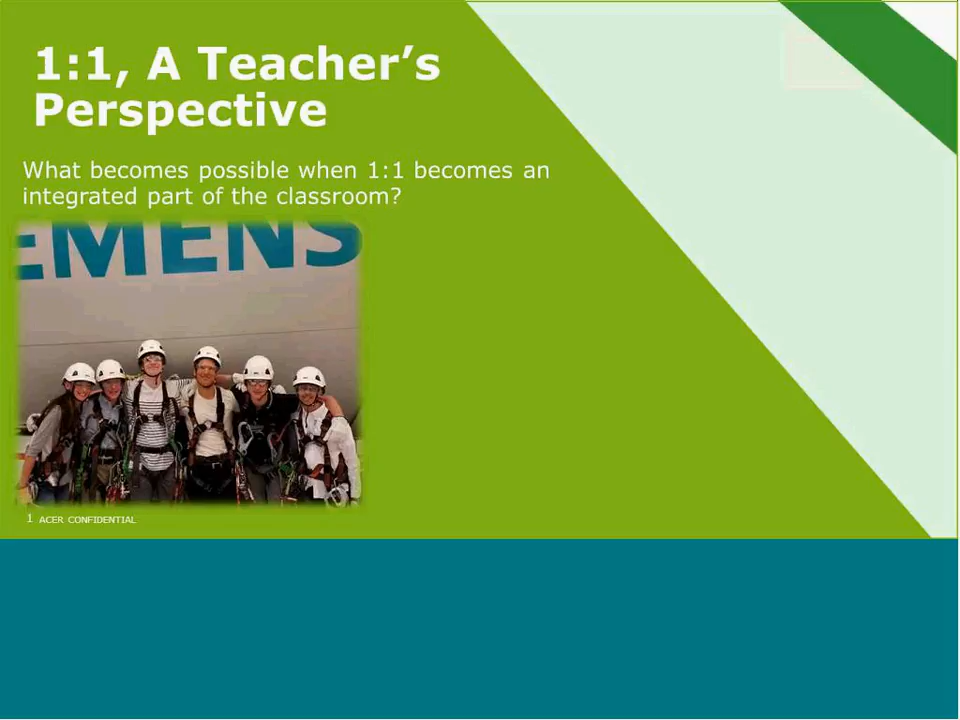 1:1, A Teacher’s
Perspective
What becomes possible when 1:1 becomes an
integrated part of the classroom?
EMENS
1 ACER CONFIDENTIAL